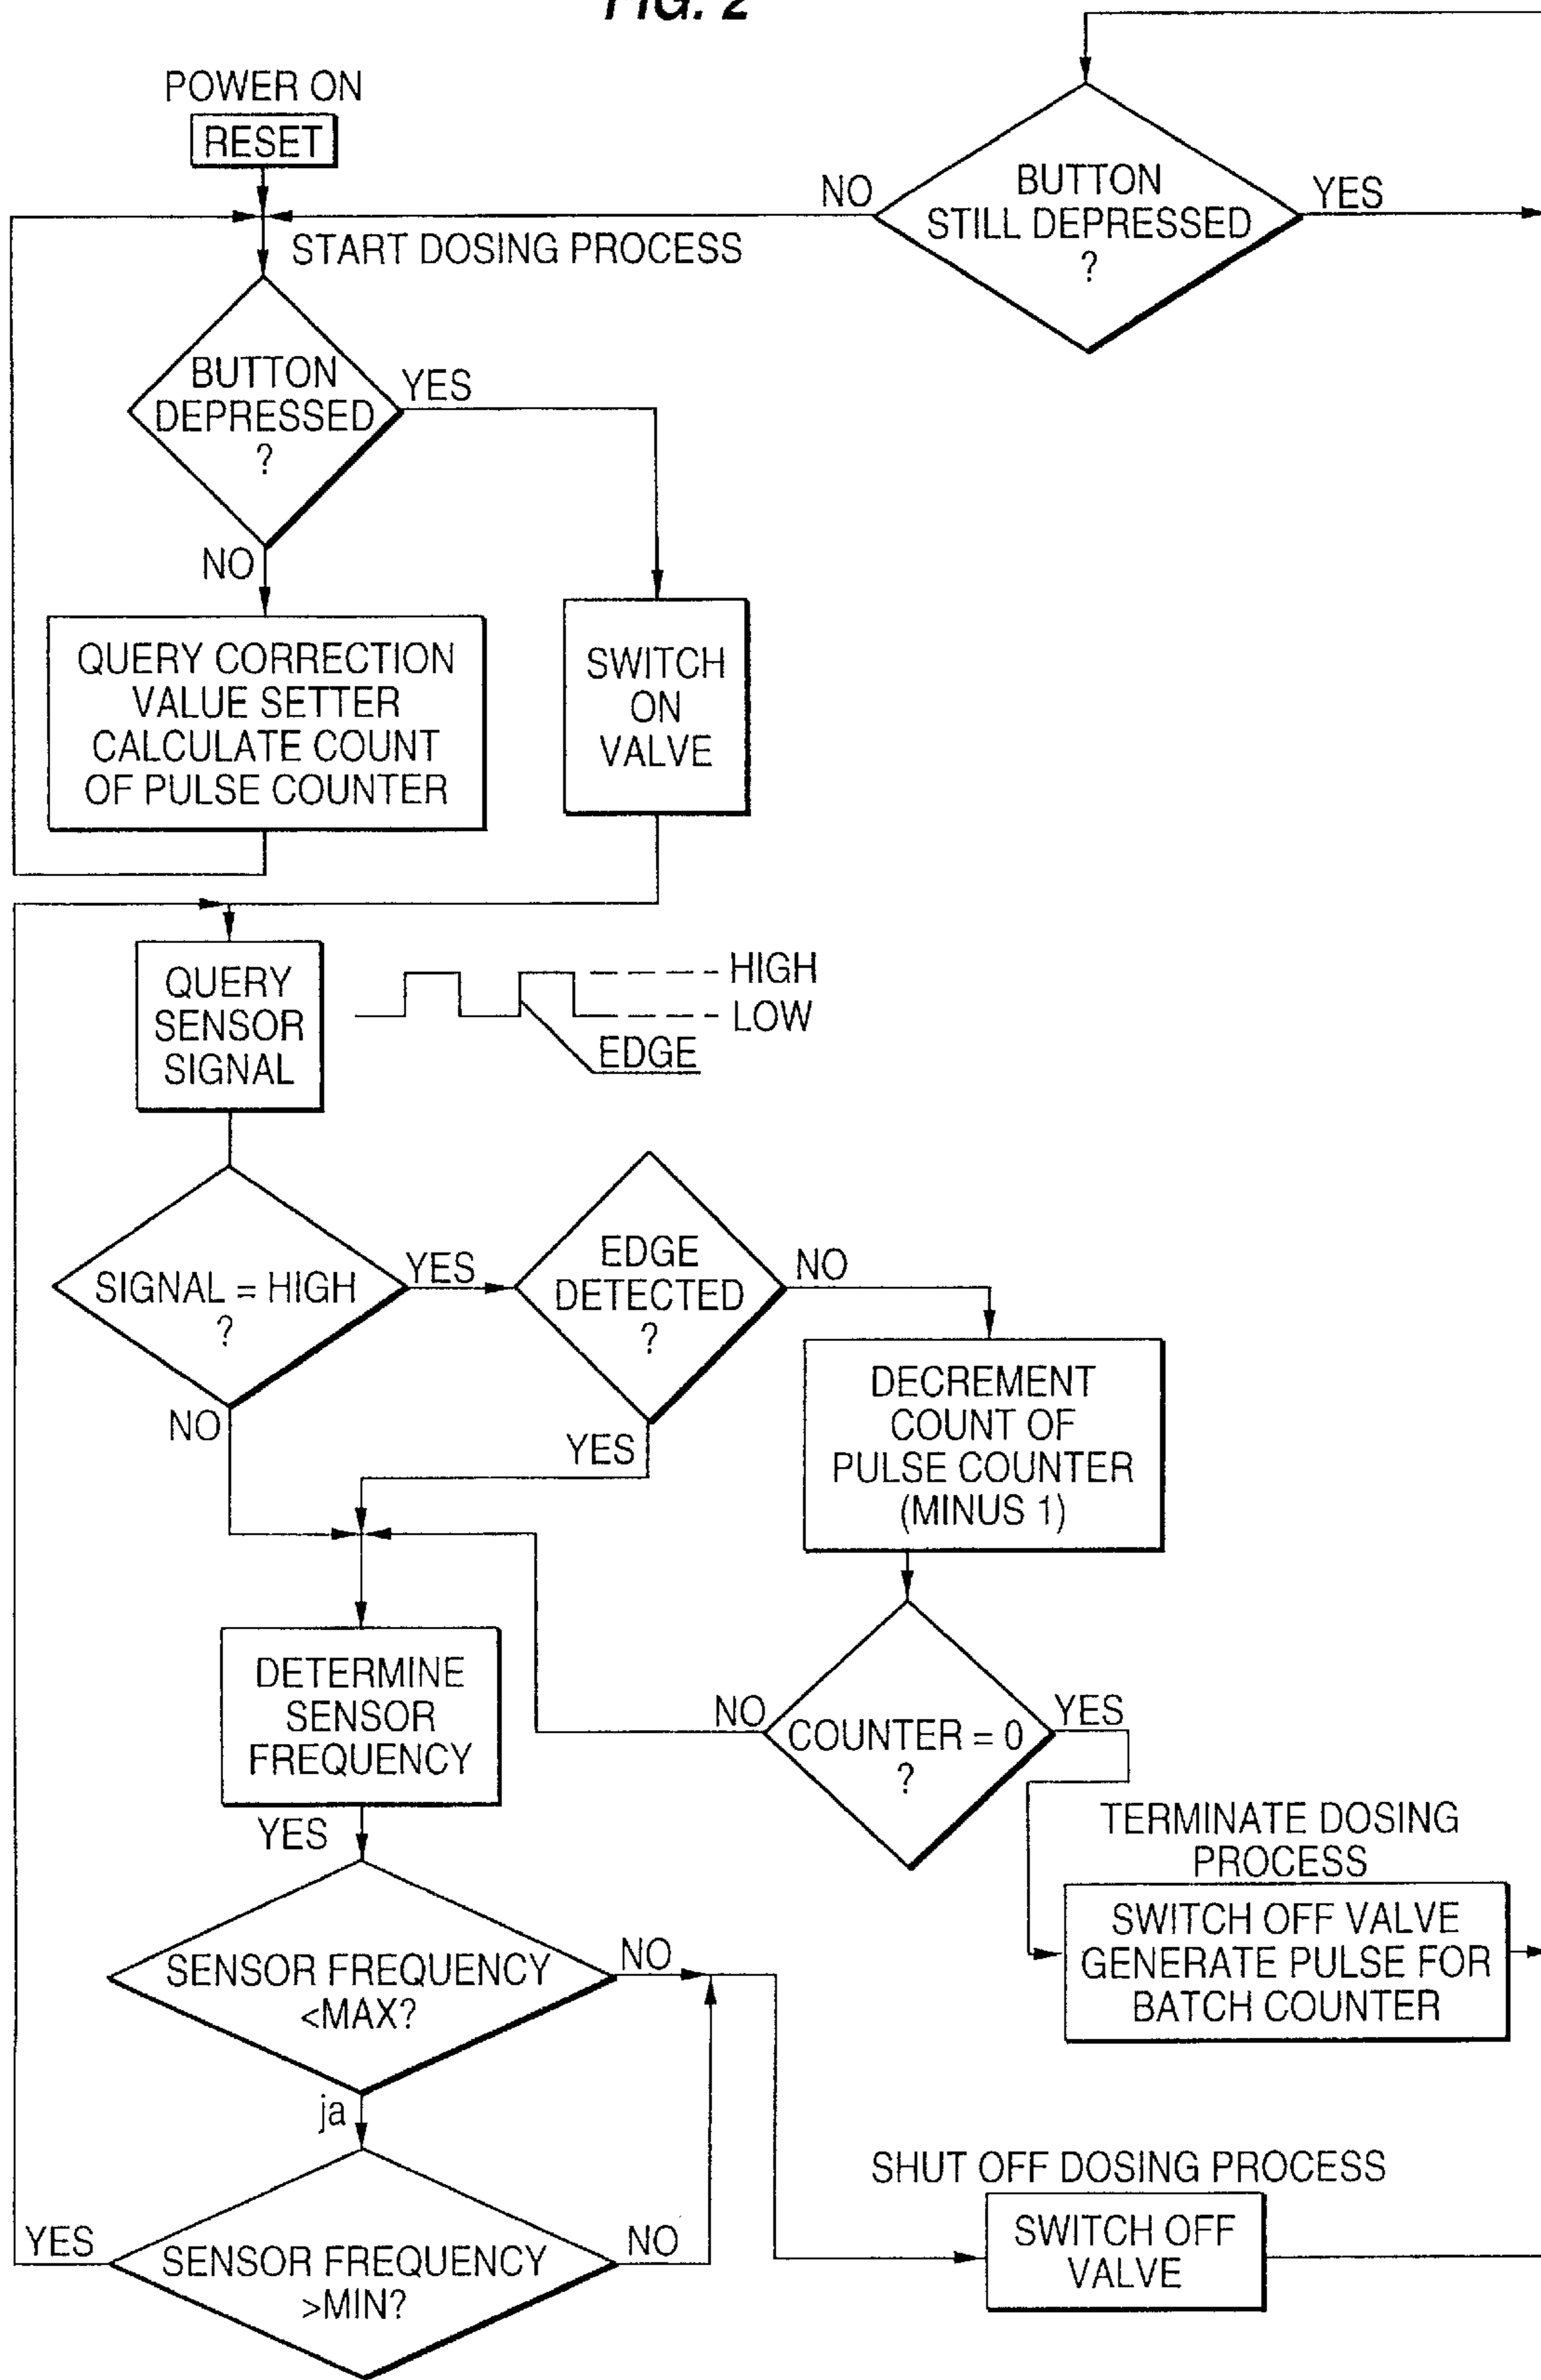 FIG. 2
POWER ON
RESET
START DOSING PROCESS
NO
BUTTON
STILL DEPRESSED
?
YES
BUTTON
DEPRESSED
?
YES
NO
QUERY CORRECTION
VALUE SETTER
CALCULATE COUNT
OF PULSE COUNTER
SWITCH
ON
VALVE
QUERY
SENSOR
SIGNAL
HIGH
LOW
EDGE
SIGNAL = HIGH
?
YES
NO
EDGE
DETECTED
?
NO
YES
DECREMENT
COUNT OF
PULSE COUNTER
(MINUS 1)
DETERMINE
SENSOR
FREQUENCY
YES
NO
COUNTER = 0
?
YES
TERMINATE DOSING
PROCESS
SWITCH OFF VALVE
GENERATE PULSE FOR
BATCH COUNTER
SENSOR FREQUENCY
<MAX?
NO
ja
SENSOR FREQUENCY
>MIN?
YES
NO
SHUT OFF DOSING PROCESS
SWITCH OFF
VALVE